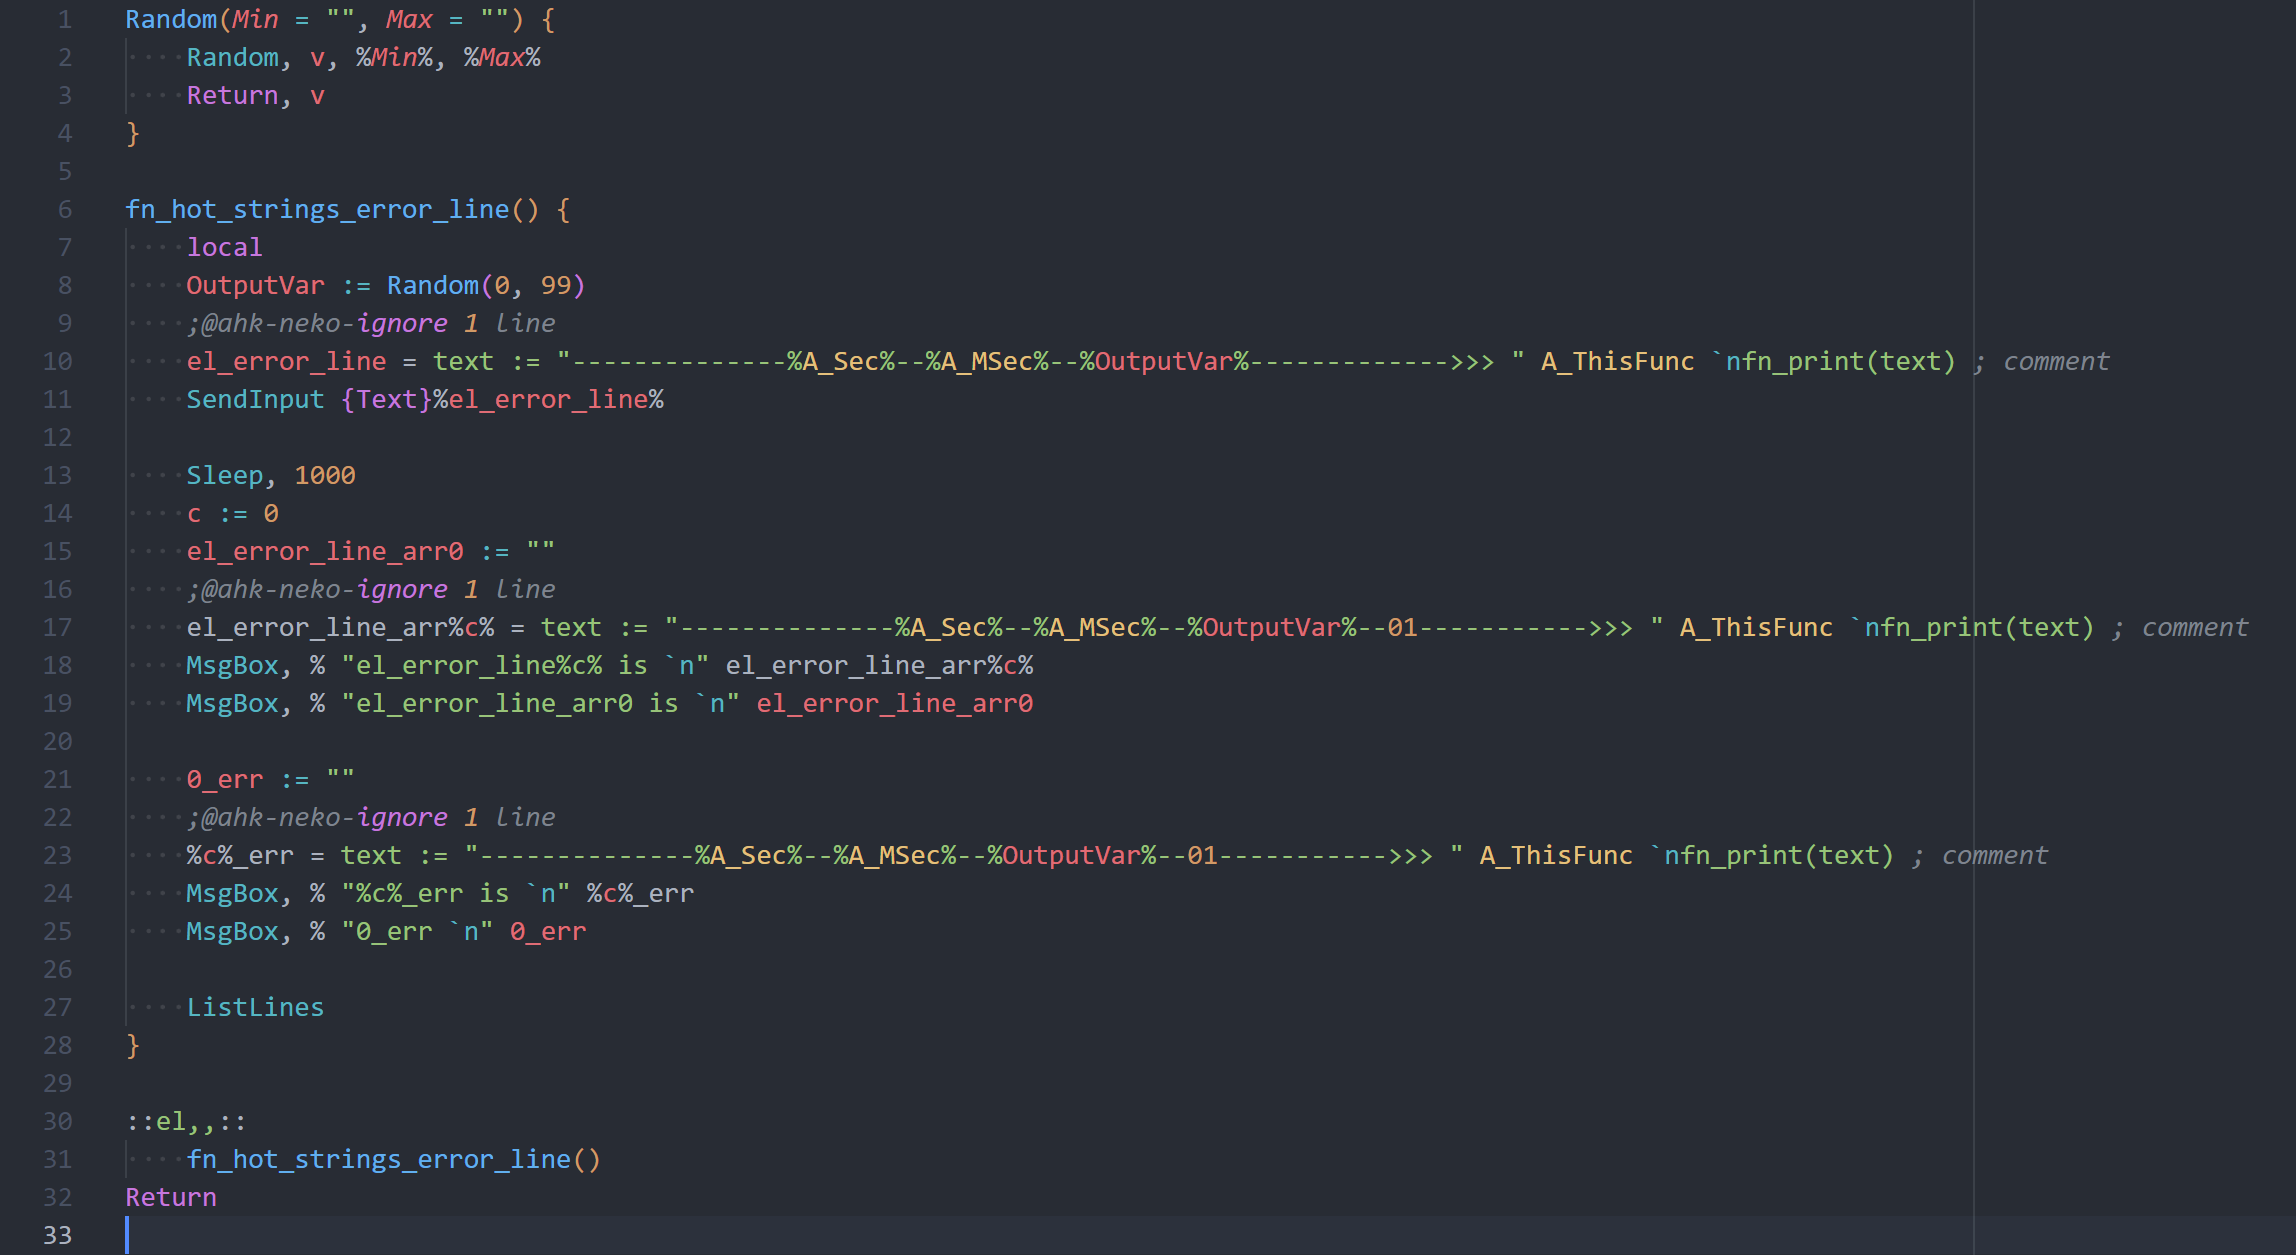 1 Random(Min = "", Max = "") {
2 ····Random, v, %Min%, %Max%
3 ····Return, v
4 }
5
6 fn_hot_strings_error_line() {
7 ····local
8 ····OutputVar := Random(0, 99)
9 ····;@ahk-neko-ignore 1 line
10 ····el_error_line = text := "--------------%A_Sec%--%A_MSec%--%OutputVar%------------->>> " A_ThisFunc `nfn_print(text) ; comment
11 ····SendInput {Text}%el_error_line%
12
13 ····Sleep, 1000
14 ····c := 0
15 ····el_error_line_arr0 := ""
16 ····;@ahk-neko-ignore 1 line
17 ····el_error_line_arr%c% = text := "--------------%A_Sec%--%A_MSec%--%OutputVar%--01----------->>> " A_ThisFunc `nfn_print(text) ; comment
18 ····MsgBox, % "el_error_line%c% is `n" el_error_line_arr%c%
19 ····MsgBox, % "el_error_line_arr0 is `n" el_error_line_arr0
20
21 ····0_err := ""
22 ····;@ahk-neko-ignore 1 line
23 ····%c%_err = text := "--------------%A_Sec%--%A_MSec%--%OutputVar%--01----------->>> " A_ThisFunc `nfn_print(text) ; comment
24 ····MsgBox, % "%c%_err is `n" %c%_err
25 ····MsgBox, % "0_err `n" 0_err
26
27 ····ListLines
28 }
29
30 ::el,,::
31 ····fn_hot_strings_error_line()
32 Return
33